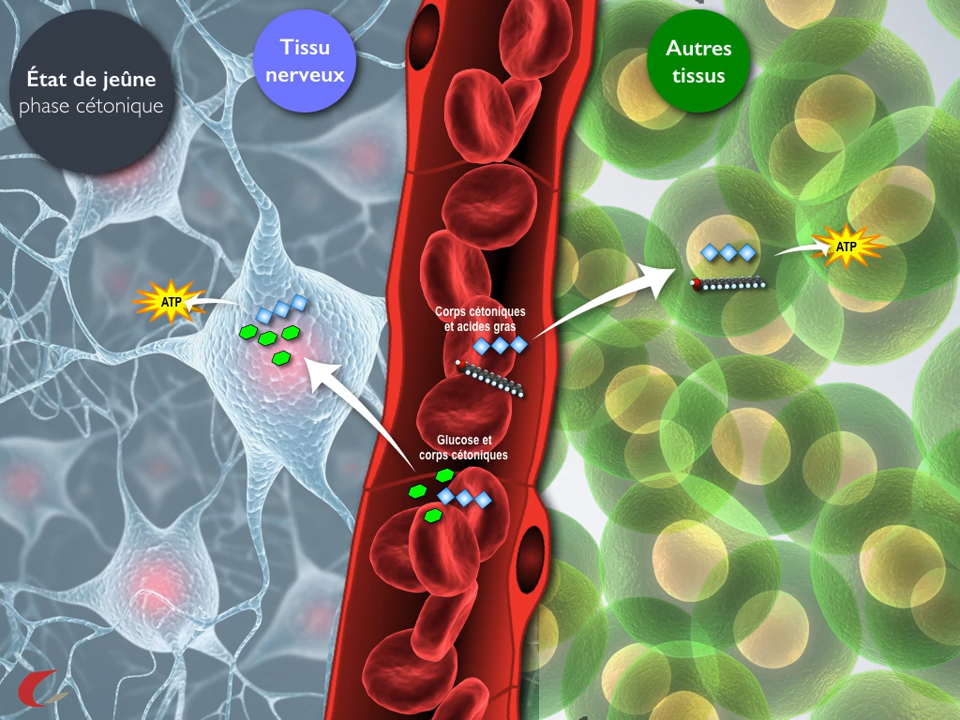 État de jeûne
phase cétonique
Tissu
nerveux
Autres
tissus
ATP
ATP
Corps cétoniques
et acides gras
Glucose et
corps cétoniques